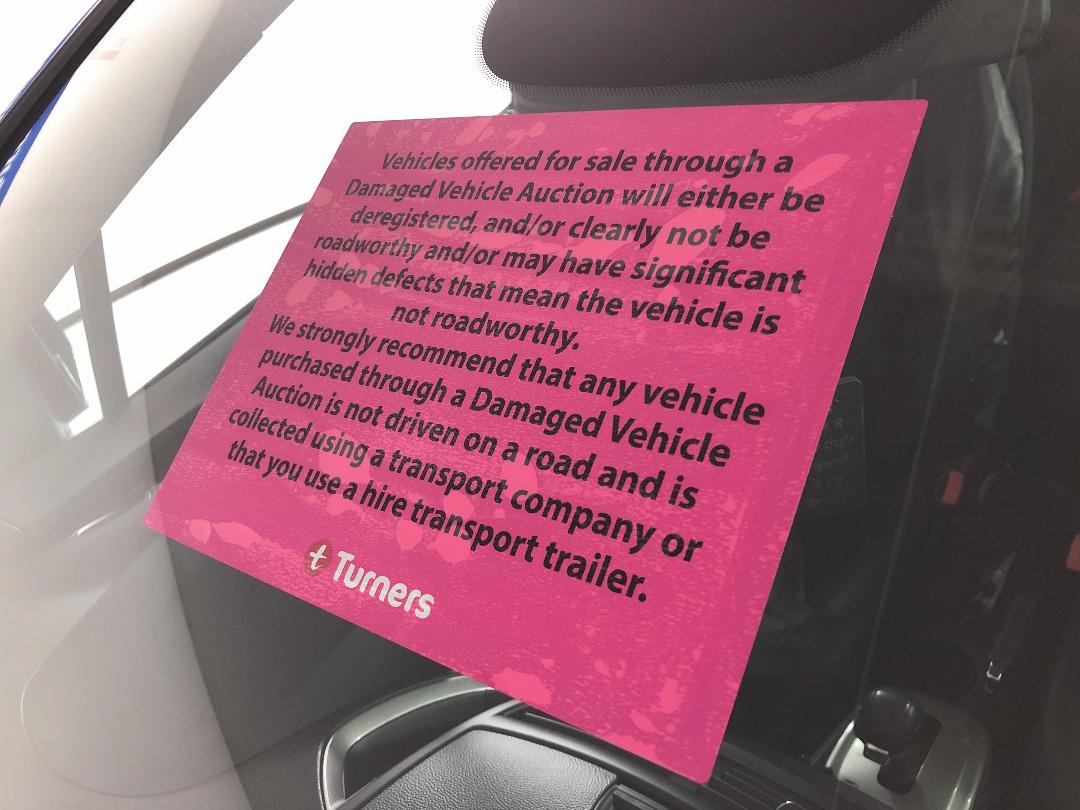 Vehicles offered for sale through a
Damaged Vehicle Auction will either be
deregistered, and/or clearly not be
roadworthy and/or may have significant
hidden defects that mean the vehicle is
not roadworthy.
We strongly recommend that any vehicle
purchased through a Damaged Vehicle
Auction is not driven on a road and is
collected using a transport company or
that you use a hire transport trailer.
t Turners